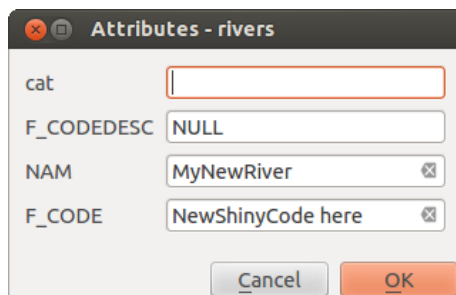 Attributes - rivers
cat
F_CODEDESC NULL
NAM MyNewRiver
F_CODE NewShinyCode here
Cancel OK